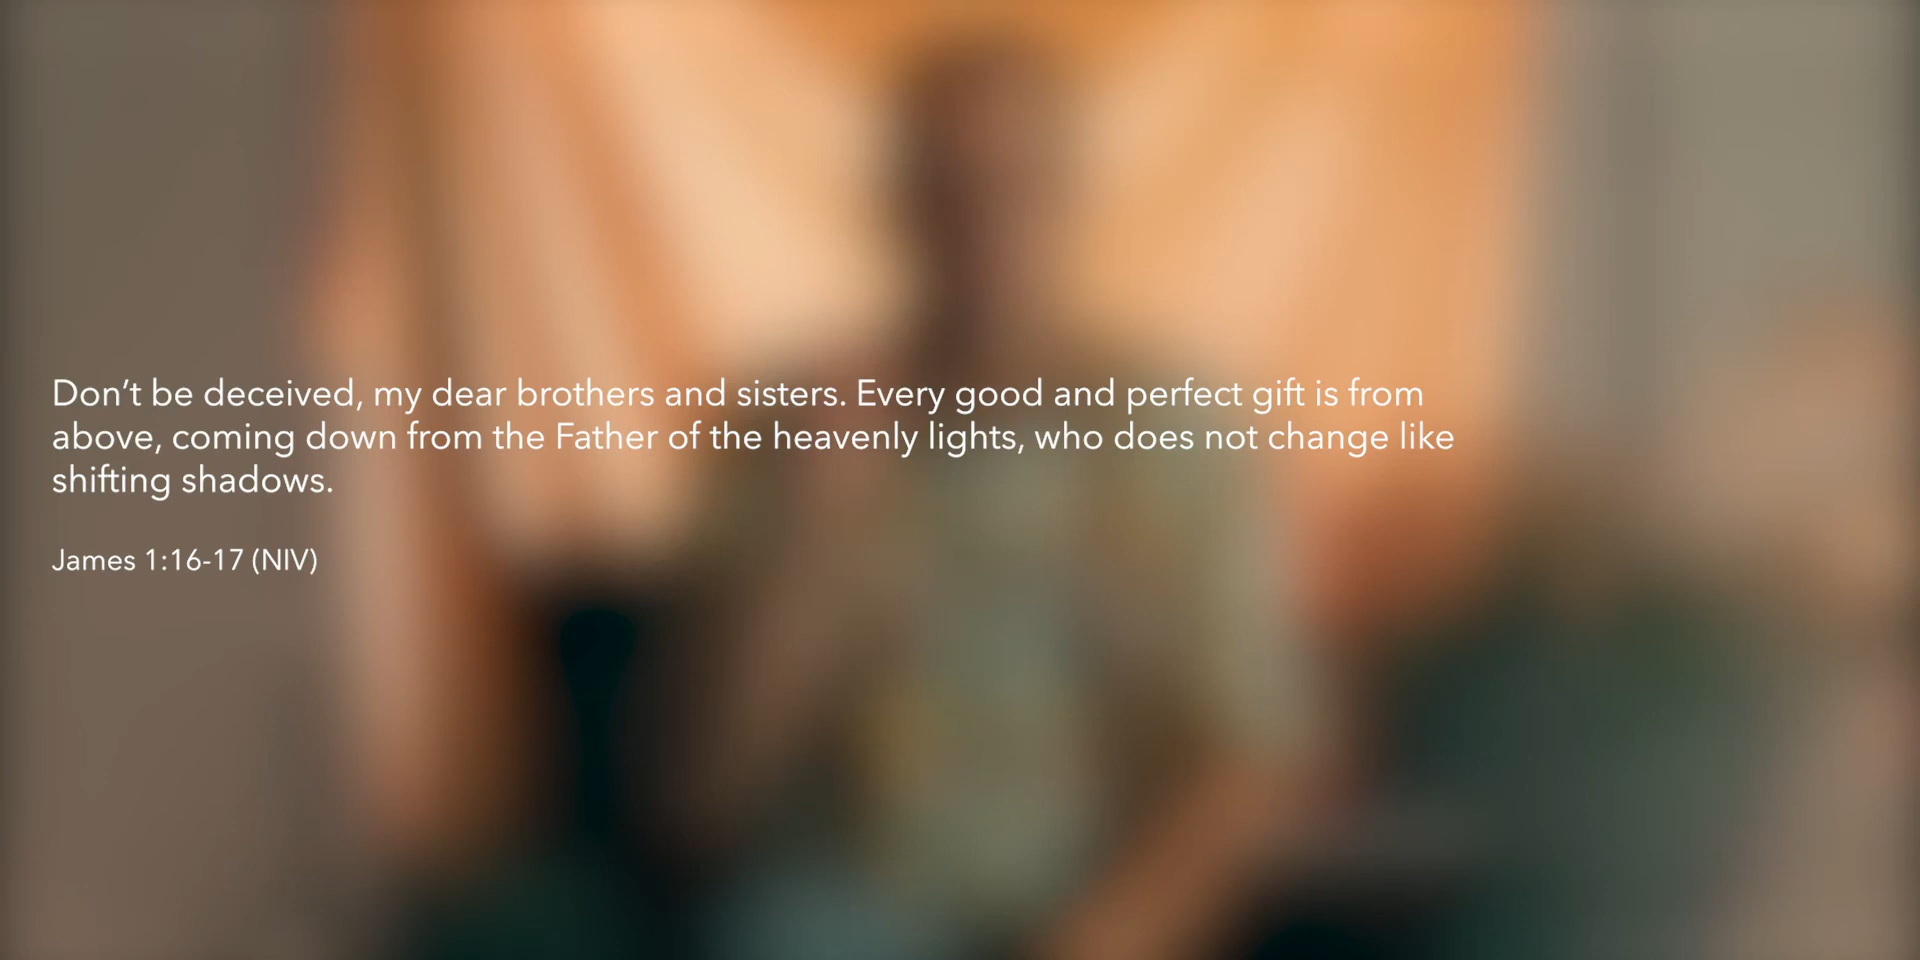 Don’t be deceived, my dear brothers and sisters. Every good and perfect gift is from
above, coming down from the Father of the heavenly lights, who does not change like
shifting shadows.
James 1:16-17 (NIV)